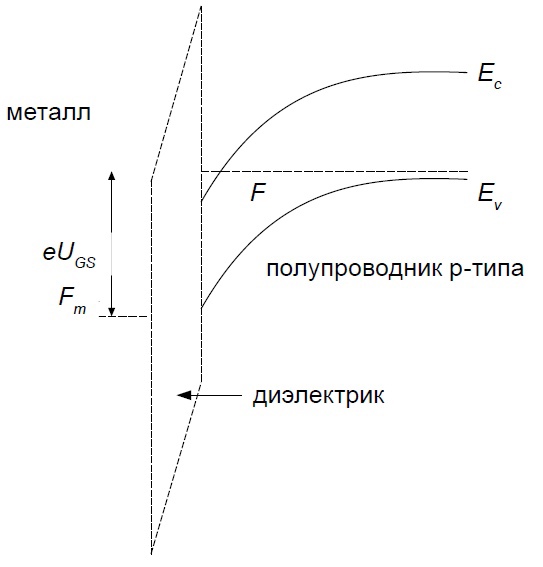 E_c
металл
F
E_v
eU_GS
полупроводник р-типа
F_m
диэлектрик